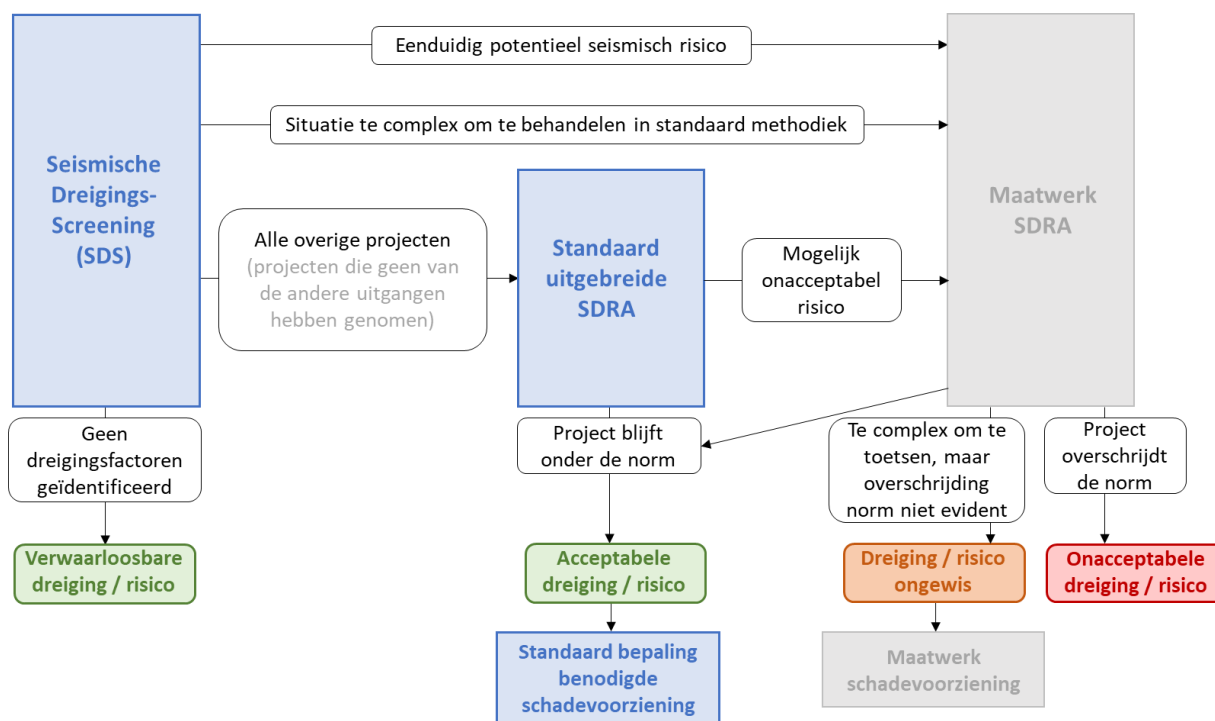 Eenduidig potentieel seismisch risico
Situatie te complex om te behandelen in standaard methodiek
Seismische
Dreigings-
Screening
(SDS)
Alle overige projecten
(projecten die geen van
de andere uitgangen
hebben genomen)
Standaard
uitgebreide
SDRA
Mogelijk
onacceptabel
risico
Maatwerk
SDRA
Geen
dreigingsfactoren
geïdentificeerd
Project blijft
onder de norm
Te complex om te
toetsen, maar
overschrijding
norm niet evident
Project
overschrijdt
de norm
Verwaarloosbare
dreiging / risico
Acceptabele
dreiging / risico
Dreiging / risico
ongewis
Onacceptabele
dreiging / risico
Standaard bepaling
benodigde
schadevoorziening
Maatwerk
schadevoorziening